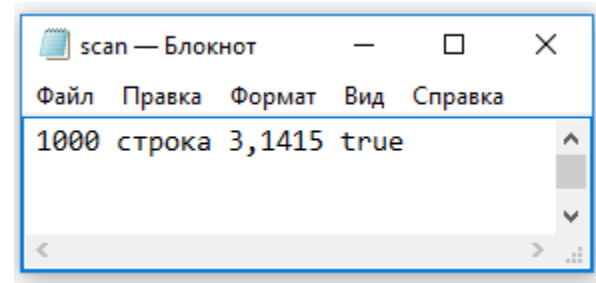 scan — Блокнот
Файл Правка Формат Вид Справка
1000 строка 3,1415 true